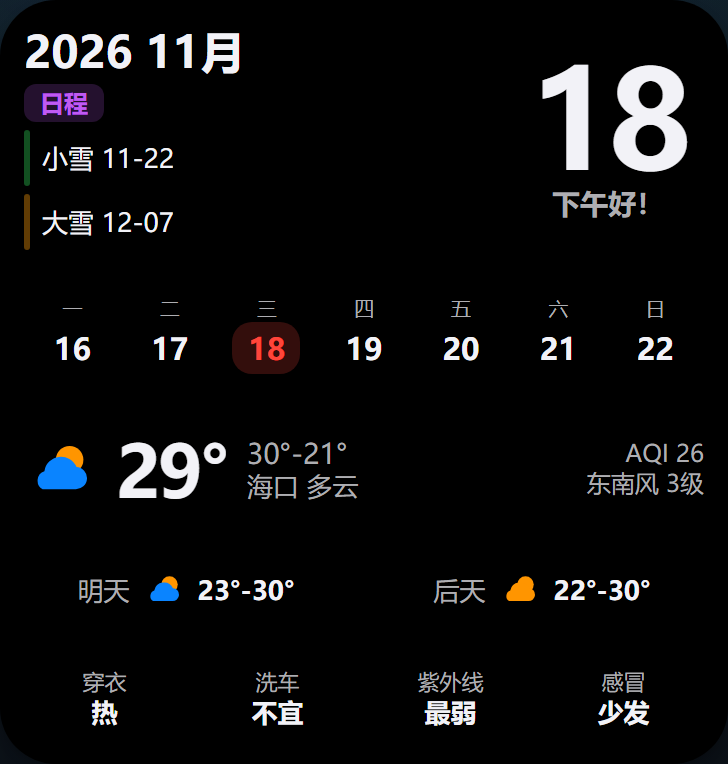 2026 11月
日程
小雪 11-22
大雪 12-07
18
下午好!
一 二 三 四 五 六 日
16 17 18 19 20 21 22
29°
30°-21°
海口 多云
AQI 26
东南风 3级
明天 23°-30°
后天 22°-30°
穿衣 洗车 紫外线 感冒
热 不宜 最弱 少发